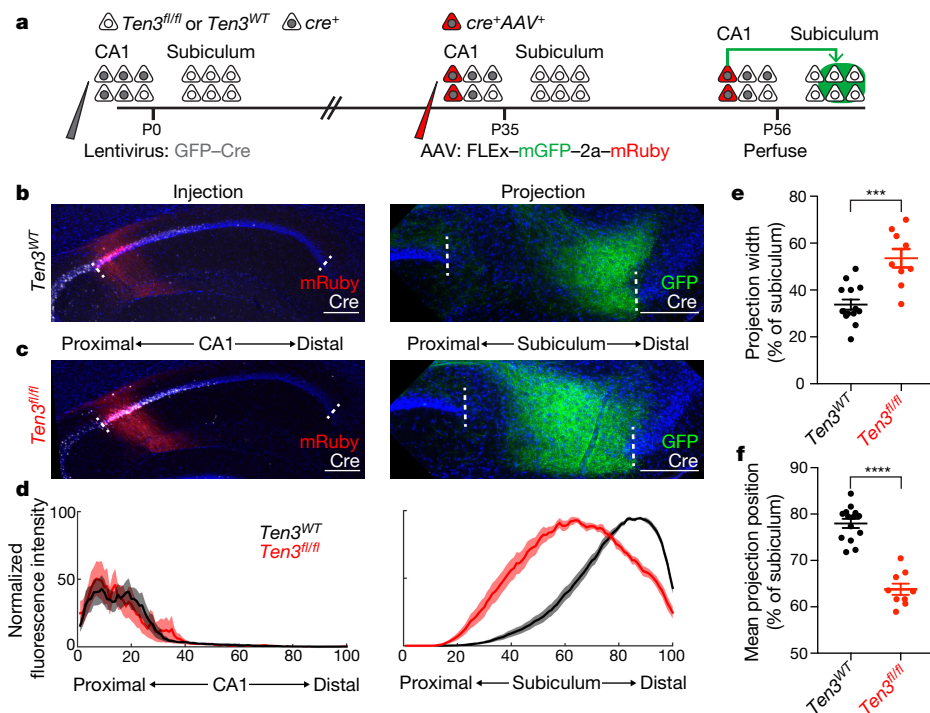 a
Ten3fl/fl or Ten3WT
cre+
cre+AAV+
CA1
Subiculum
CA1
Subiculum
CA1
Subiculum
P0
P35
P56
Lentivirus: GFP–Cre
AAV: FLEx–mGFP–2a–mRuby
Perfuse
b
Injection
Projection
Ten3WT
mRuby
Cre
GFP
Cre
Proximal
CA1
Distal
Proximal
Subiculum
Distal
c
Ten3fl/fl
mRuby
Cre
GFP
Cre
d
Normalized
fluorescence intensity
100
50
0
Ten3WT
Ten3fl/fl
0
20
40
60
80
100
0
20
40
60
80
100
Proximal
CA1
Distal
Proximal
Subiculum
Distal
e
Projection width
(% of subiculum)
80
60
40
20
0
***
Ten3WT
Ten3fl/fl
f
Mean projection position
(% of subiculum)
90
80
70
60
50
****
Ten3WT
Ten3fl/fl